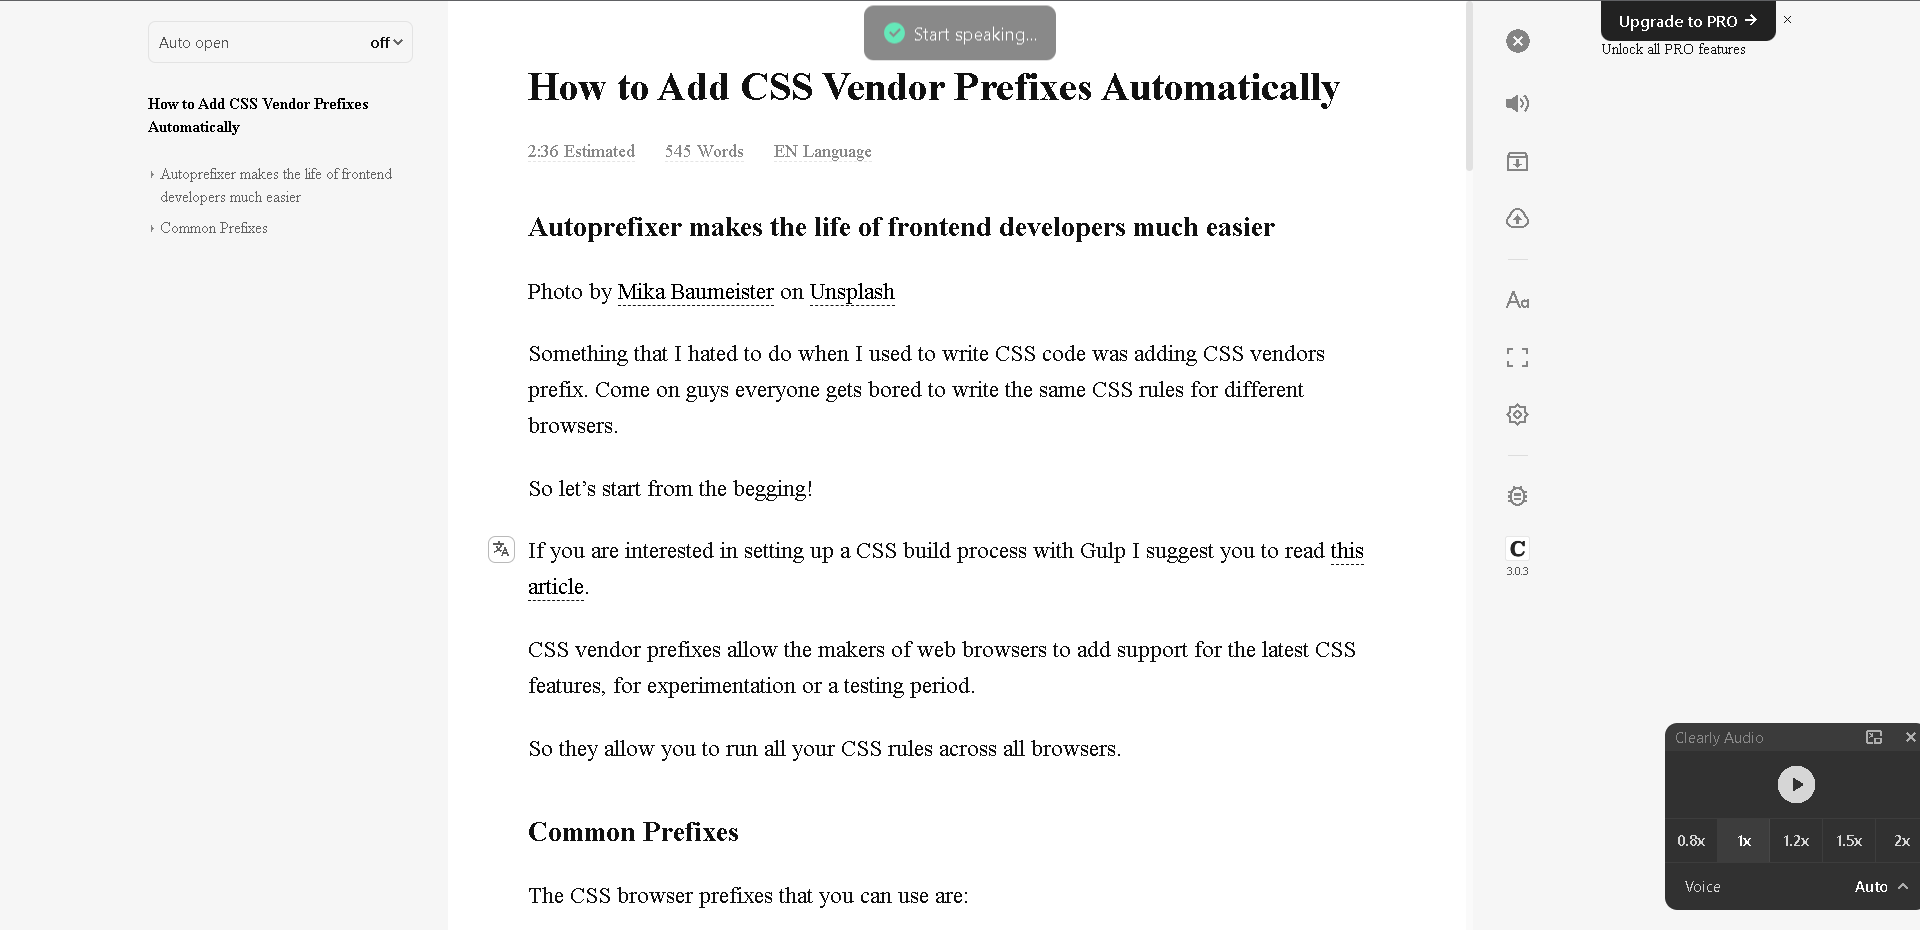 Auto open off
How to Add CSS Vendor Prefixes
Automatically
Autoprefixer makes the life of frontend
developers much easier
Common Prefixes
Start speaking...
How to Add CSS Vendor Prefixes Automatically
2:36 Estimated 545 Words EN Language
Autoprefixer makes the life of frontend developers much easier
Photo by Mika Baumeister on Unsplash
Something that I hated to do when I used to write CSS code was adding CSS vendors
prefix. Come on guys everyone gets bored to write the same CSS rules for different
browsers.
So let’s start from the begging!
If you are interested in setting up a CSS build process with Gulp I suggest you to read this
article.
CSS vendor prefixes allow the makers of web browsers to add support for the latest CSS
features, for experimentation or a testing period.
So they allow you to run all your CSS rules across all browsers.
Common Prefixes
The CSS browser prefixes that you can use are:
Aa
C
3.0.3
Upgrade to PRO →
Unlock all PRO features
Clearly Audio
0.8x 1x 1.2x 1.5x 2x
Voice Auto